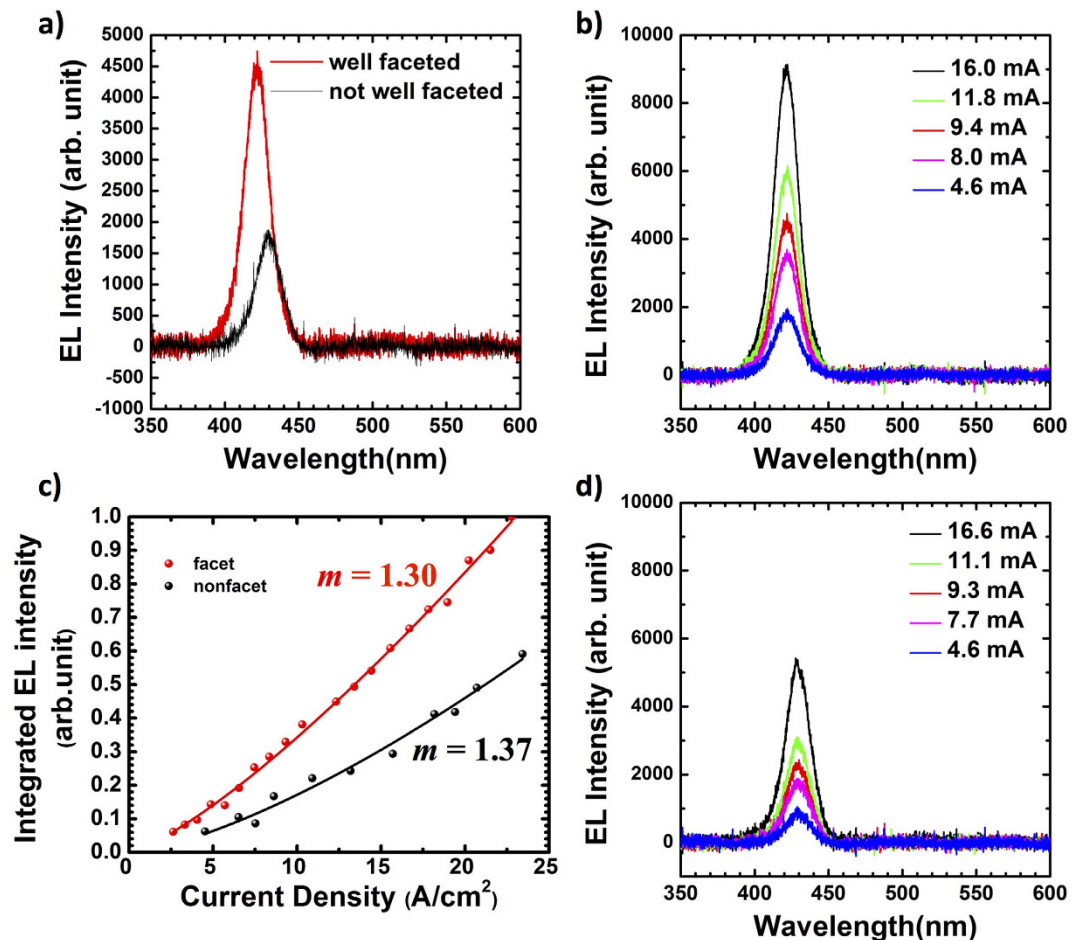 a)
EL Intensity (arb. unit)
5000
4500
4000
3500
3000
2500
2000
1500
1000
500
0
-500
-1000
well faceted
not well faceted
350 400 450 500 550 600
Wavelength(nm)
b)
EL Intensity (arb. unit)
10000
8000
6000
4000
2000
0
16.0 mA
11.8 mA
9.4 mA
8.0 mA
4.6 mA
350 400 450 500 550 600
Wavelength(nm)
c)
Integrated EL intensity
(arb.unit)
1.0
0.9
0.8
0.7
0.6
0.5
0.4
0.3
0.2
0.1
0.0
facet
nonfacet
m = 1.30
m = 1.37
0 5 10 15 20 25
Current Density (A/cm²)
d)
EL Intensity (arb. unit)
10000
8000
6000
4000
2000
0
16.6 mA
11.1 mA
9.3 mA
7.7 mA
4.6 mA
350 400 450 500 550 600
Wavelength(nm)